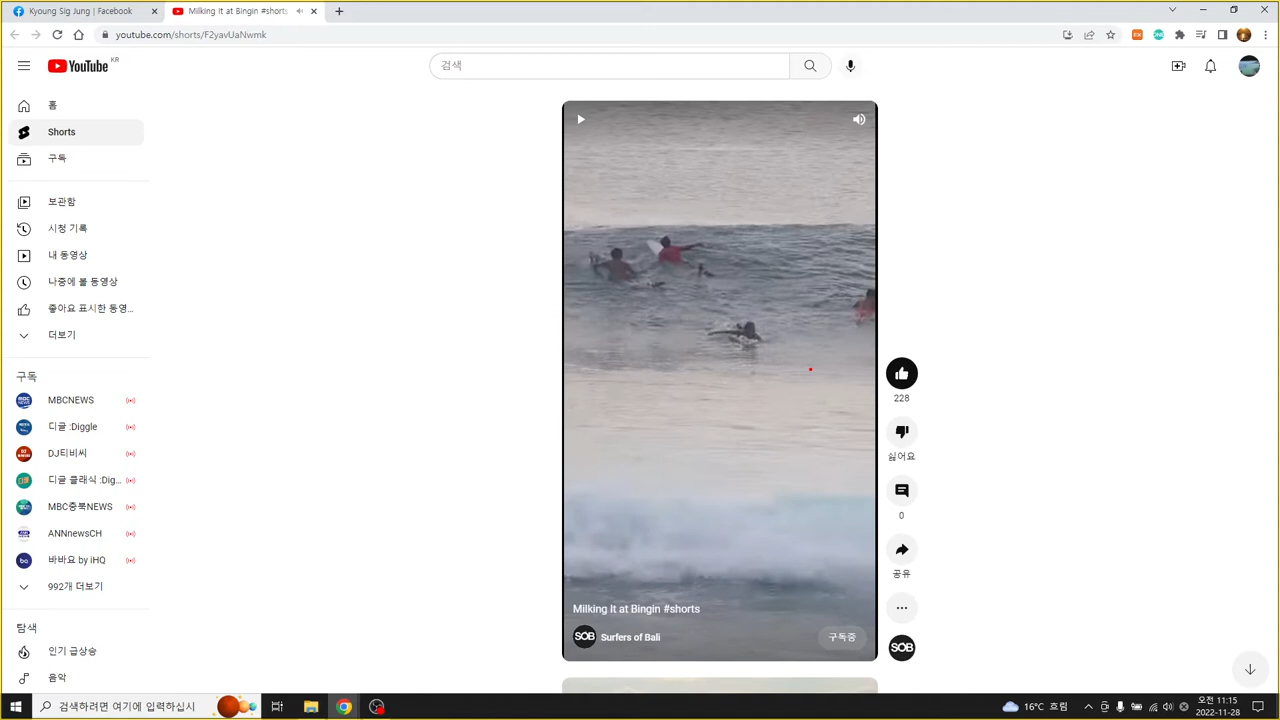 Kyoung Sig Jung | Facebook
Milking It at Bingin #shorts
youtube.com/shorts/F2yavUaNwmk
YouTube KR
검색
홈
Shorts
구독
보관함
시청 기록
내 동영상
나중에 볼 동영상
좋아요 표시한 동영...
더보기
구독
MBCNEWS
디글 :Diggle
DJ티비씨
디글 클래식 :Dig...
MBC충북NEWS
ANNnewsCH
바바요 by iHQ
992개 더보기
탐색
인기 급상승
음악
228
싫어요
0
공유
Milking It at Bingin #shorts
SOB Surfers of Bali
구독중
SOB
검색하려면 여기에 입력하십시
16°C 흐림
오전 11:15
2022-11-28